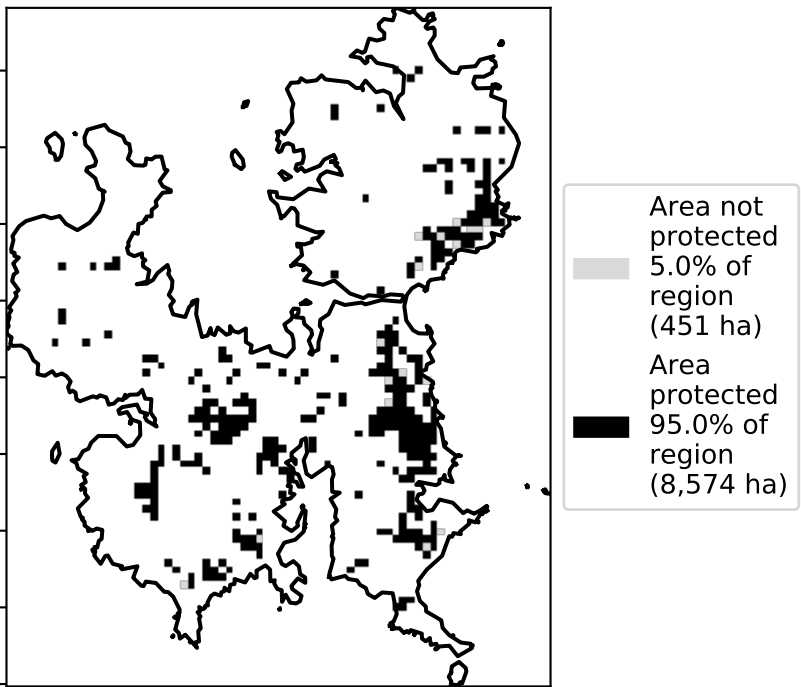 Area not
protected
5.0% of
region
(451 ha)
Area
protected
95.0% of
region
(8,574 ha)